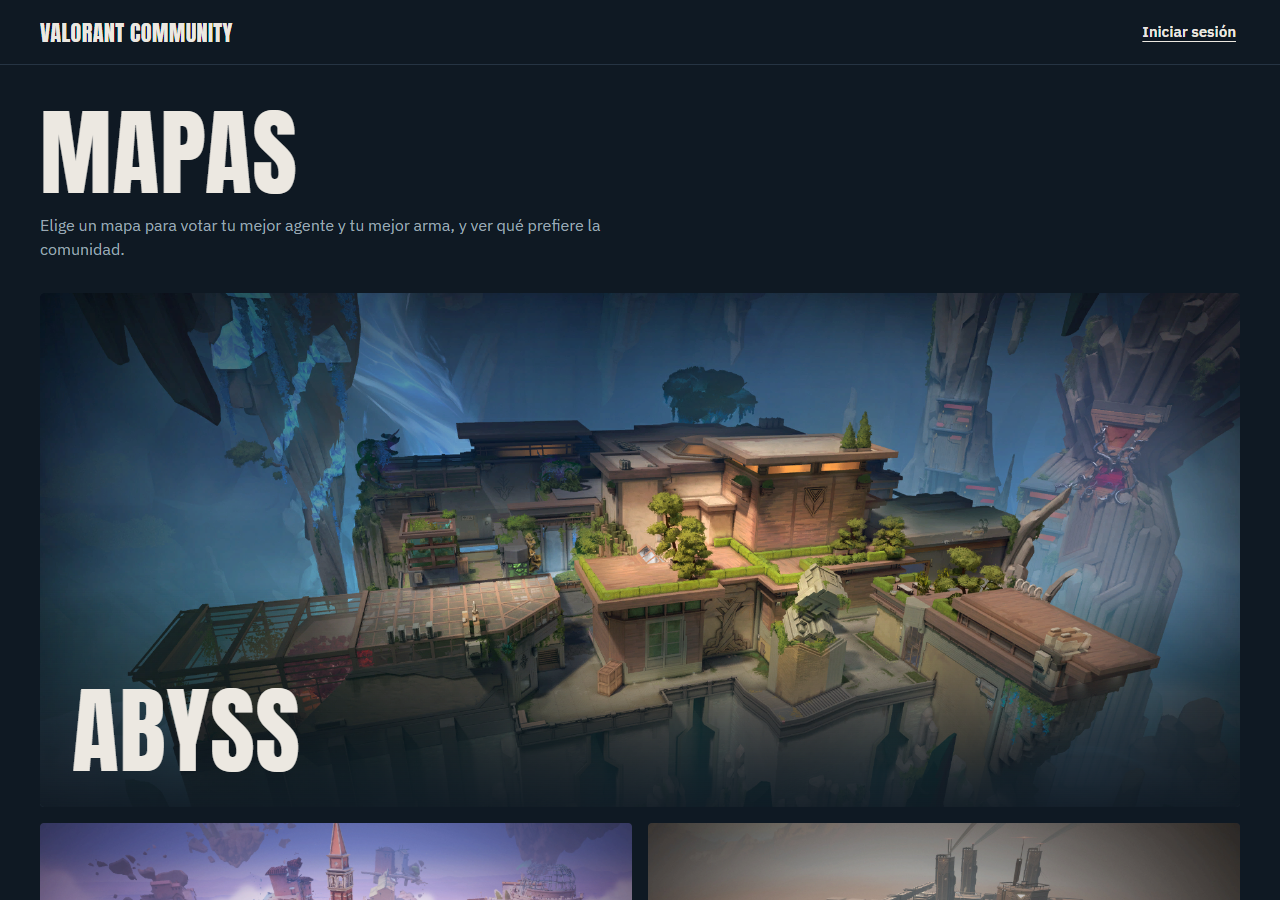 VALORANT COMMUNITY
Iniciar sesión
MAPAS
Elige un mapa para votar tu mejor agente y tu mejor arma, y ver qué prefiere la
comunidad.
ABYSS